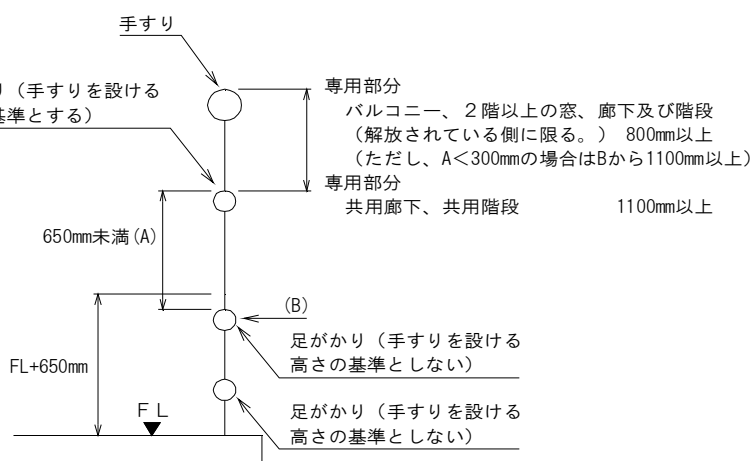 手すり
り（手すりを設ける
基準とする）
専用部分
バルコニー、２階以上の窓、廊下及び階段
（解放されている側に限る。） 800mm以上
（ただし、A＜300mmの場合はBから1100mm以上）
専用部分
共用廊下、共用階段 1100mm以上
650mm未満(A)
(B)
足がかり（手すりを設ける
高さの基準としない）
FL+650mm
ＦＬ
足がかり（手すりを設ける
高さの基準としない）